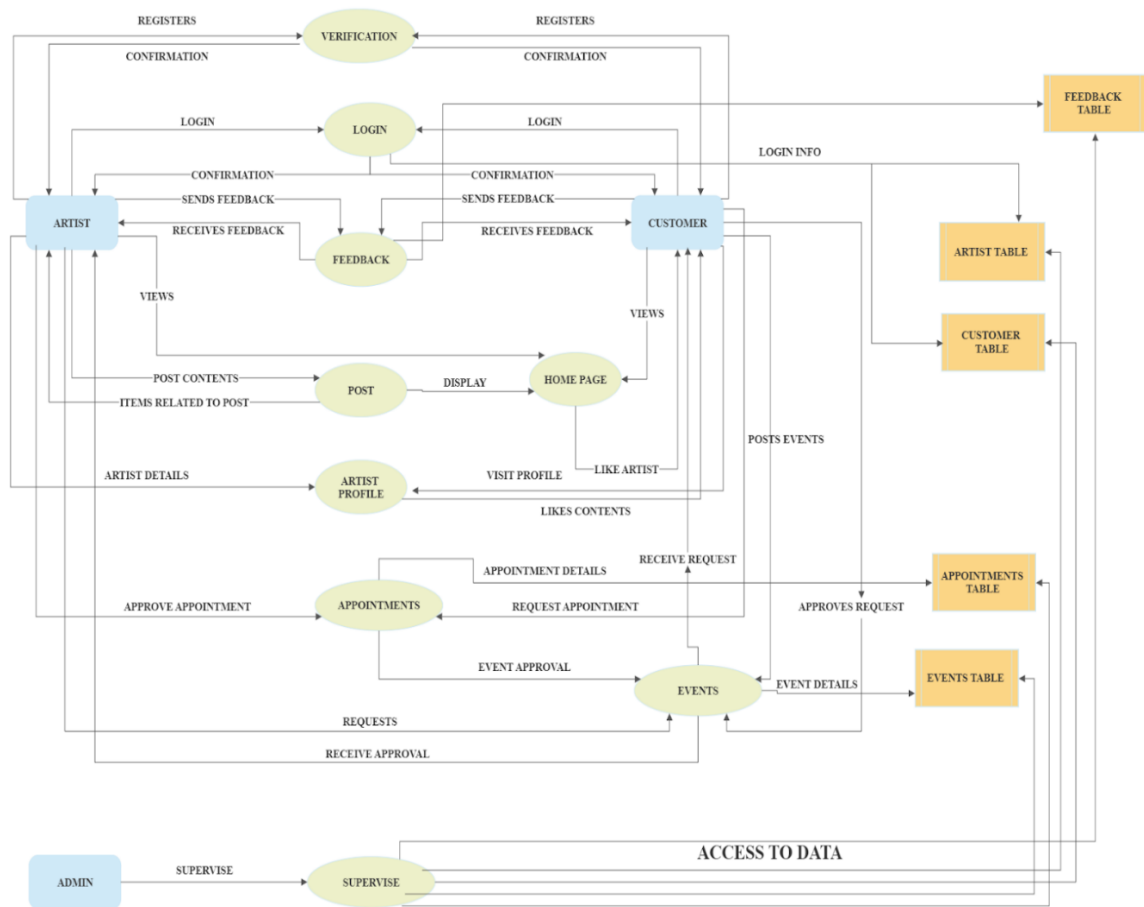 REGISTERS
REGISTERS
VERIFICATION
CONFIRMATION
CONFIRMATION
FEEDBACK
TABLE
LOGIN
LOGIN
LOGIN
LOGIN INFO
CONFIRMATION
CONFIRMATION
SENDS FEEDBACK
SENDS FEEDBACK
ARTIST
CUSTOMER
RECEIVES FEEDBACK
RECEIVES FEEDBACK
FEEDBACK
ARTIST TABLE
VIEWS
VIEWS
CUSTOMER
TABLE
POST CONTENTS
POST
DISPLAY
HOME PAGE
ITEMS RELATED TO POST
POSTS EVENTS
LIKE ARTIST
ARTIST DETAILS
VISIT PROFILE
ARTIST
PROFILE
LIKES CONTENTS
RECEIVE REQUEST
APPOINTMENT DETAILS
APPOINTMENTS
TABLE
APPROVE APPOINTMENT
APPOINTMENTS
REQUEST APPOINTMENT
APPROVES REQUEST
EVENT APPROVAL
EVENTS
EVENT DETAILS
EVENTS TABLE
REQUESTS
RECEIVE APPROVAL
ACCESS TO DATA
SUPERVISE
ADMIN
SUPERVISE